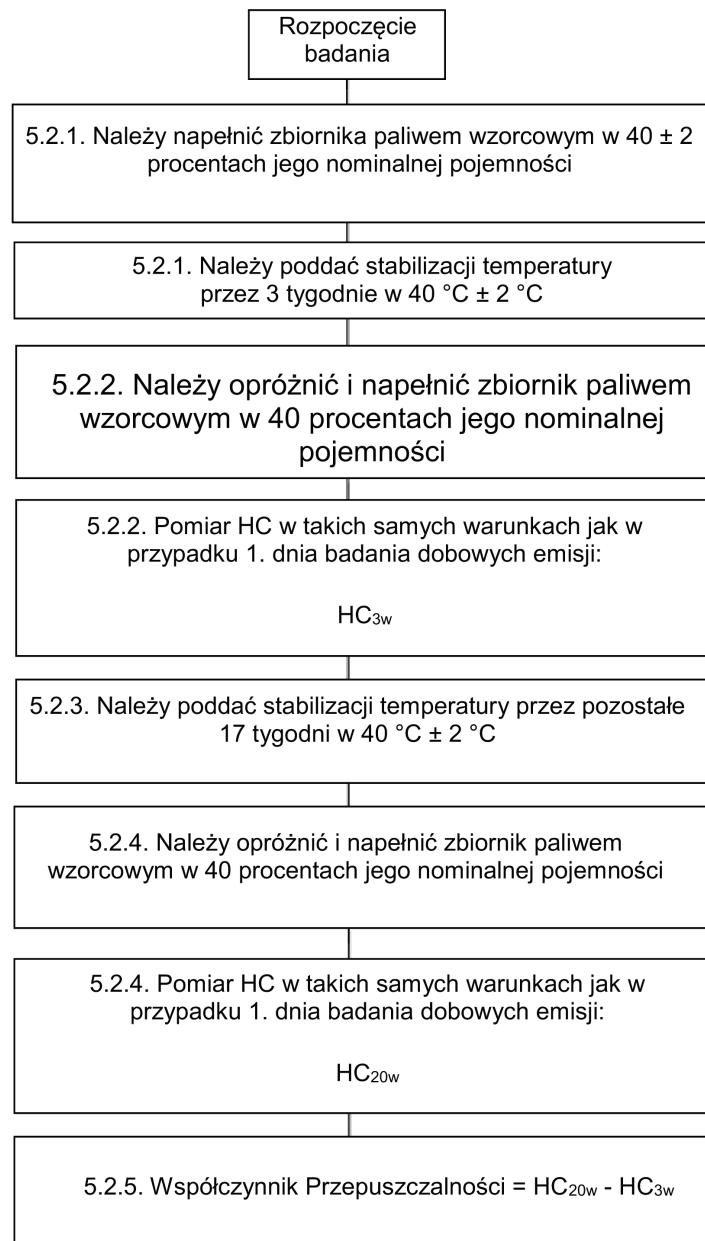 Rozpoczęcie
badania
5.2.1. Należy napełnić zbiornika paliwem wzorcowym w 40 ± 2
procentach jego nominalnej pojemności
5.2.1. Należy poddać stabilizacji temperatury
przez 3 tygodnie w 40 °C ± 2 °C
5.2.2. Należy opróżnić i napełnić zbiornik paliwem
wzorcowym w 40 procentach jego nominalnej
pojemności
5.2.2. Pomiar HC w takich samych warunkach jak w
przypadku 1. dnia badania dobowych emisji:
HC3w
5.2.3. Należy poddać stabilizacji temperatury przez pozostałe
17 tygodni w 40 °C ± 2 °C
5.2.4. Należy opróżnić i napełnić zbiornik paliwem
wzorcowym w 40 procentach jego nominalnej pojemności
5.2.4. Pomiar HC w takich samych warunkach jak w
przypadku 1. dnia badania dobowych emisji:
HC20w
5.2.5. Współczynnik Przepuszczalności = HC20w - HC3w